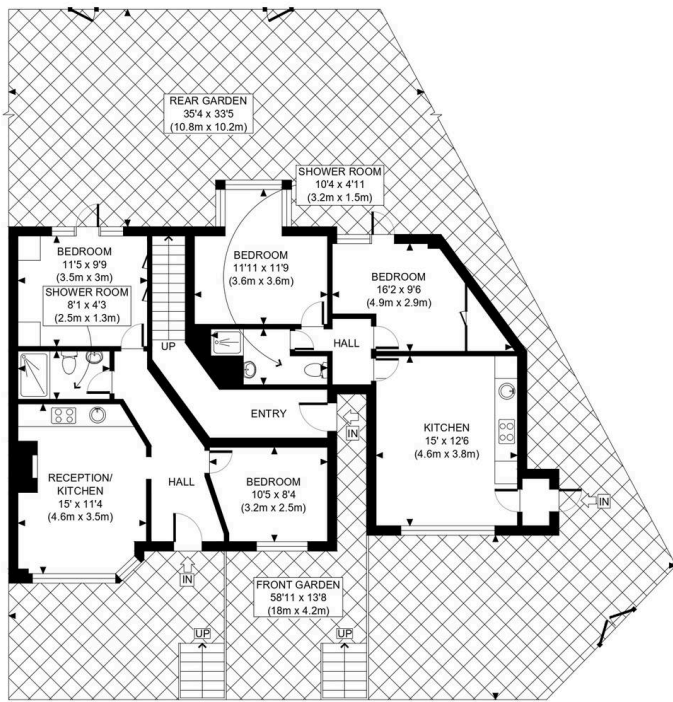 REAR GARDEN
35'4 x 33'5
(10.8m x 10.2m)
SHOWER ROOM
10'4 x 4'11
(3.2m x 1.5m)
BEDROOM
11'5 x 9'9
(3.5m x 3m)
BEDROOM
11'11 x 11'9
(3.6m x 3.6m)
BEDROOM
16'2 x 9'6
(4.9m x 2.9m)
SHOWER ROOM
8'1 x 4'3
(2.5m x 1.3m)
UP
HALL
ENTRY
IN
KITCHEN
15' x 12'6
(4.6m x 3.8m)
RECEPTION/
KITCHEN
15' x 11'4
(4.6m x 3.5m)
HALL
BEDROOM
10'5 x 8'4
(3.2m x 2.5m)
IN
IN
FRONT GARDEN
58'11 x 13'8
(18m x 4.2m)
UP
UP